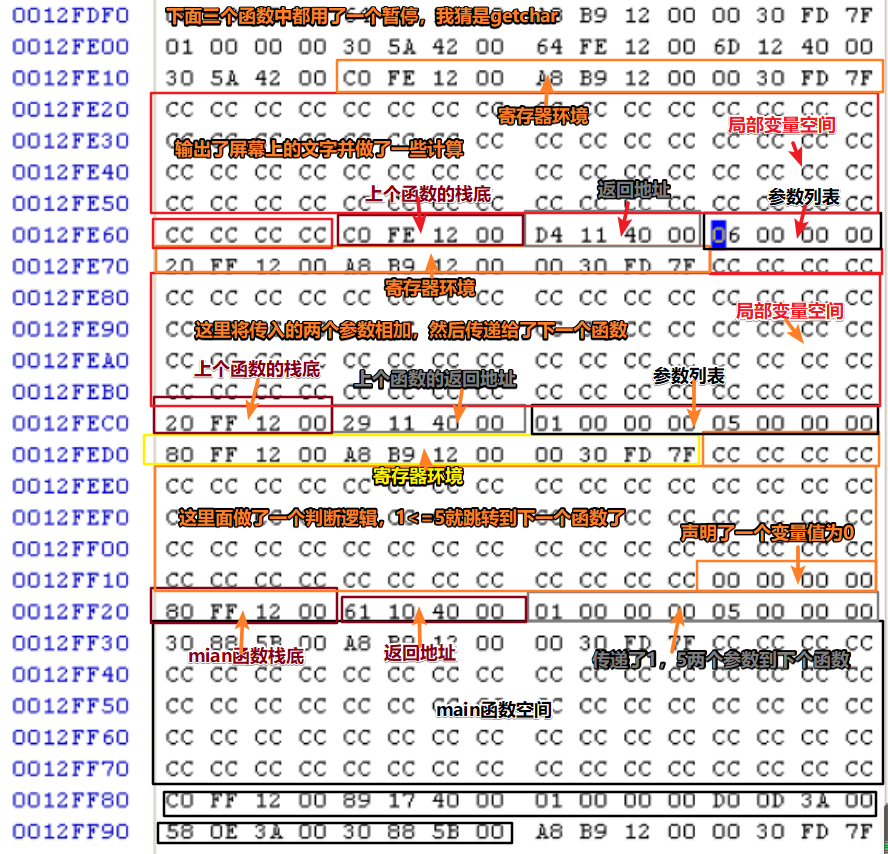 0012FDF0 B9 12 00 00 30 FD 7F
下面三个函数中都用了一个暂停，我猜是getchar
0012FE00 01 00 00 00 30 5A 42 00 64 FE 12 00 6D 12 40 00
0012FE10 30 5A 42 00 C0 FE 12 00 A8 B9 12 00 00 30 FD 7F
0012FE20 CC CC CC CC CC CC CC CC CC CC CC CC CC CC CC CC
寄存器环境
局部变量空间
0012FE30 CC CC CC CC CC CC CC CC CC CC CC CC CC CC CC CC
输出了屏幕上的文字并做了一些计算
0012FE40 CC CC CC CC CC CC CC CC CC CC CC CC CC CC CC CC
0012FE50 CC CC CC CC CC CC CC CC CC CC CC CC CC CC CC CC
上个函数的栈底
返回地址
参数列表
0012FE60 CC CC CC CC C0 FE 12 00 D4 11 40 00 06 00 00 00
0012FE70 20 FF 12 00 A8 B9 12 00 00 30 FD 7F CC CC CC CC
寄存器环境
0012FE80 CC CC CC CC CC CC CC CC CC CC CC CC CC CC CC CC
局部变量空间
0012FE90 CC CC CC
这里将传入的两个参数相加，然后传递给了下一个函数
0012FEA0 CC CC CC CC CC CC CC CC CC CC CC CC CC CC CC CC
上个函数的栈底
上个函数的返回地址
参数列表
0012FEB0 CC CC CC CC CC CC CC CC CC CC CC CC CC CC CC CC
0012FEC0 20 FF 12 00 29 11 40 00 01 00 00 00 05 00 00 00
0012FED0 80 FF 12 00 A8 B9 12 00 00 30 FD 7F CC CC CC CC
寄存器环境
0012FEE0 CC CC CC CC CC CC CC CC CC CC CC CC CC CC CC CC
0012FEF0 CC CC CC CC CC CC
这里面做了一个判断逻辑，1<=5就跳转到下一个函数了
声明了一个变量值为0
0012FF00 CC CC CC CC CC CC CC CC CC CC CC CC CC CC CC CC
0012FF10 CC CC CC CC CC CC CC CC CC CC CC CC 00 00 00 00
0012FF20 80 FF 12 00 61 10 40 00 01 00 00 00 05 00 00 00
0012FF30 30 88 5B 00 A8 B9 12 00 00 30 FD 7F CC CC CC CC
mian函数栈底
返回地址
传递了1，5两个参数到下个函数
0012FF40 CC CC CC CC CC CC CC CC CC CC CC CC CC CC CC CC
0012FF50 CC CC CC CC CC CC CC CC CC CC CC CC CC CC CC CC
main函数空间
0012FF60 CC CC CC CC CC CC CC CC CC CC CC CC CC CC CC CC
0012FF70 CC CC CC CC CC CC CC CC CC CC CC CC CC CC CC CC
0012FF80 C0 FF 12 00 89 17 40 00 01 00 00 00 D0 0D 3A 00
0012FF90 58 0E 3A 00 30 88 5B 00 A8 B9 12 00 00 30 FD 7F